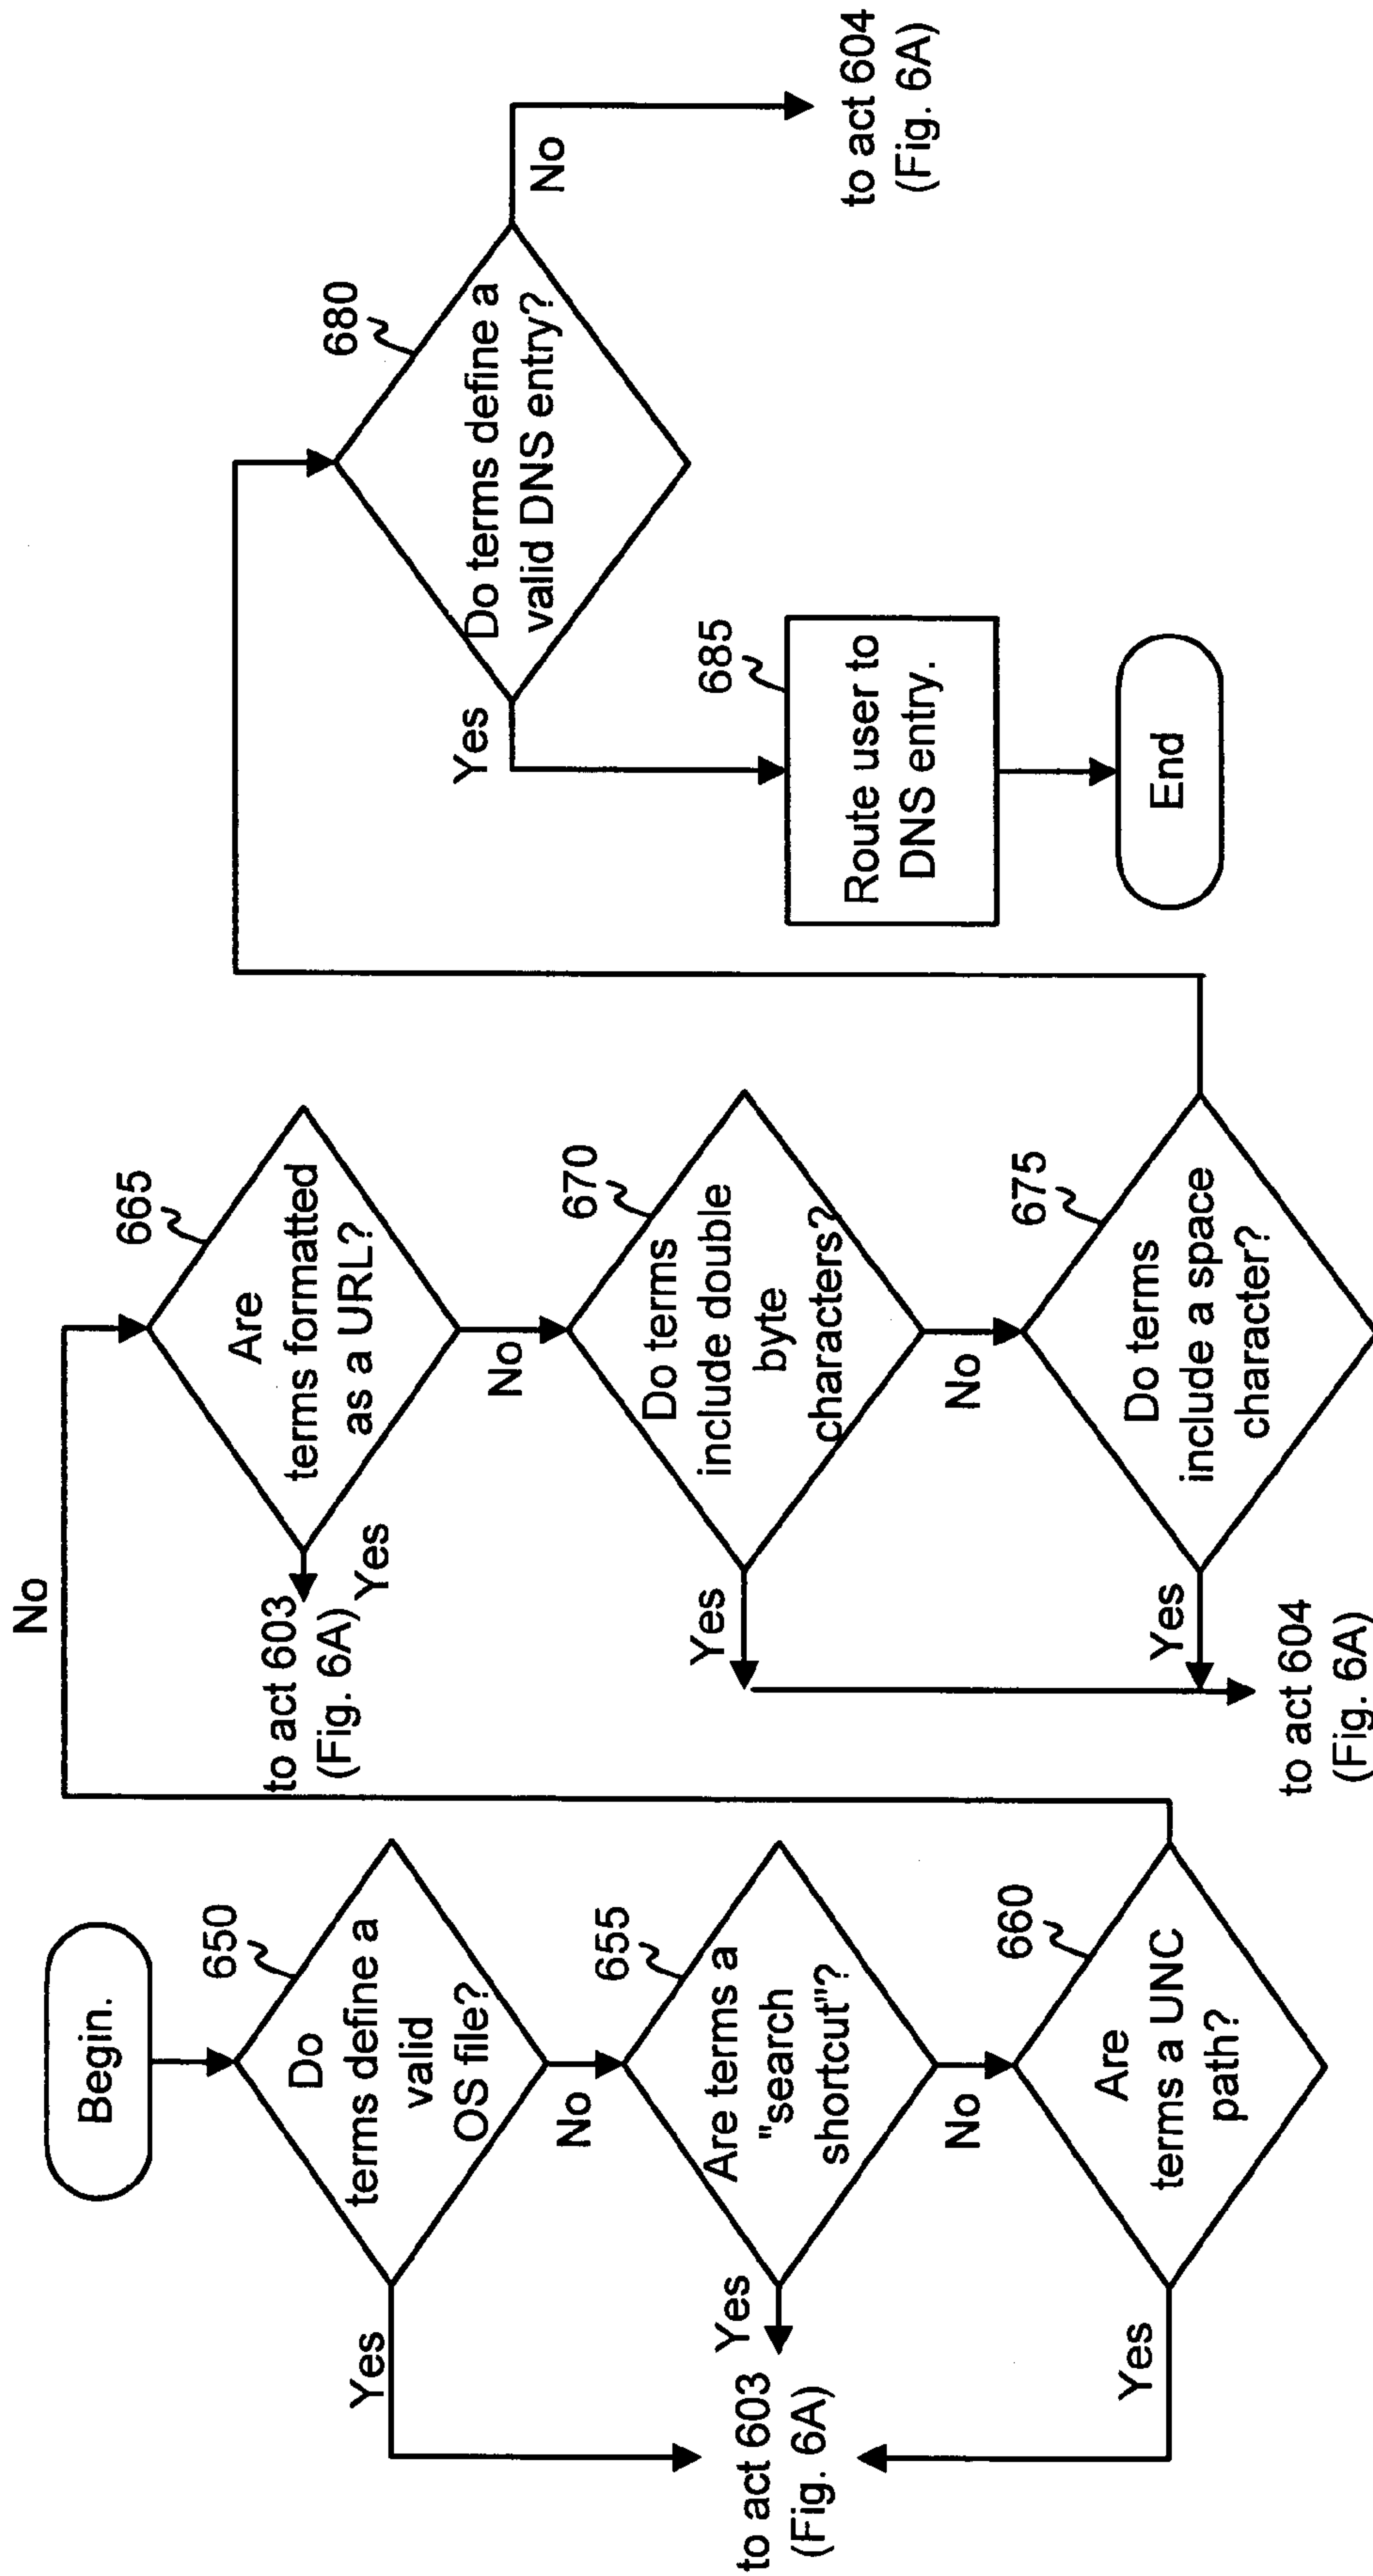 Begin.
650
Do
terms define a
valid
OS file?
Yes
No
655
Are terms a
"search
shortcut"?
Yes
to act 603
(Fig. 6A)
No
660
Are
terms a UNC
path?
Yes
No
665
Are
terms formatted
as a URL?
Yes
to act 603
(Fig. 6A)
No
670
Do terms
include double
byte
characters?
Yes
No
675
Do terms
include a space
character?
Yes
to act 604
(Fig. 6A)
680
Do terms define a
valid DNS entry?
Yes
No
to act 604
(Fig. 6A)
685
Route user to
DNS entry.
End